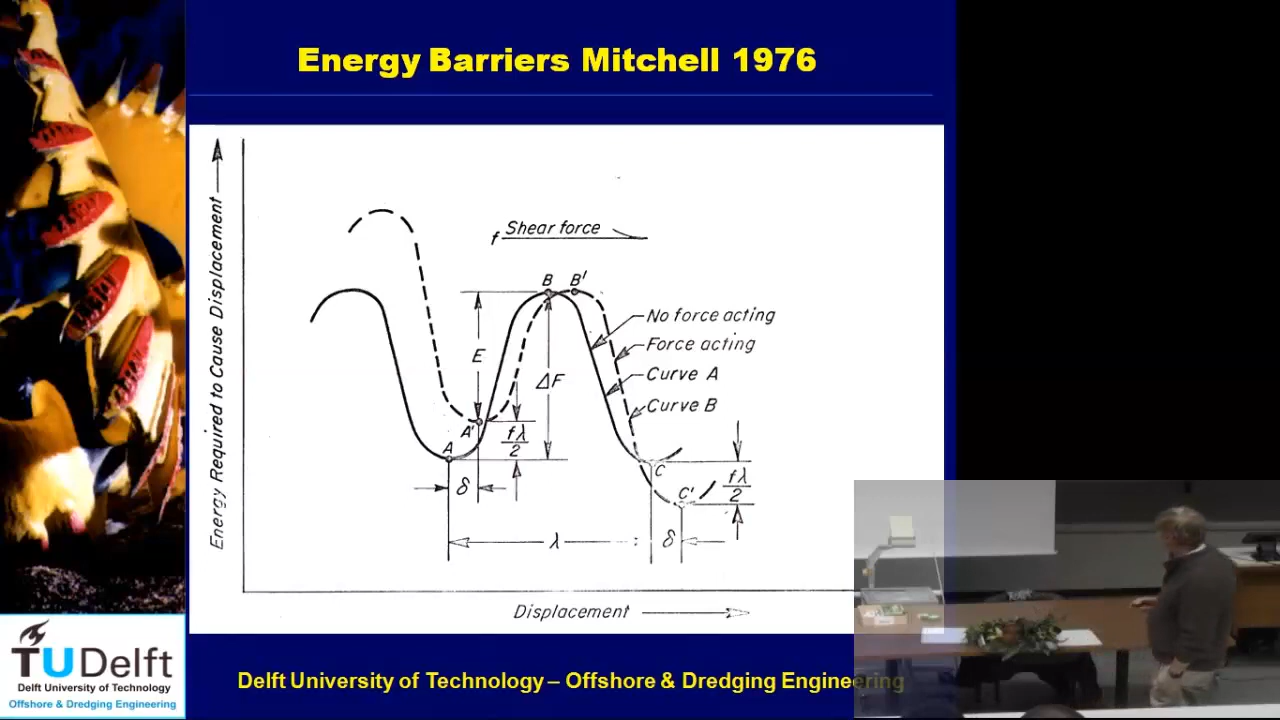 Energy Barriers Mitchell 1976
Energy Required to Cause Displacement
f Shear force
B B'
No force acting
Force acting
E
ΔF
Curve A
Curve B
A'
A
fλ
2
C
fλ
2
C'
δ
λ
δ
Displacement
TU Delft
Delft University of Technology
Offshore & Dredging Engineering
Delft University of Technology – Offshore & Dredging Engineering